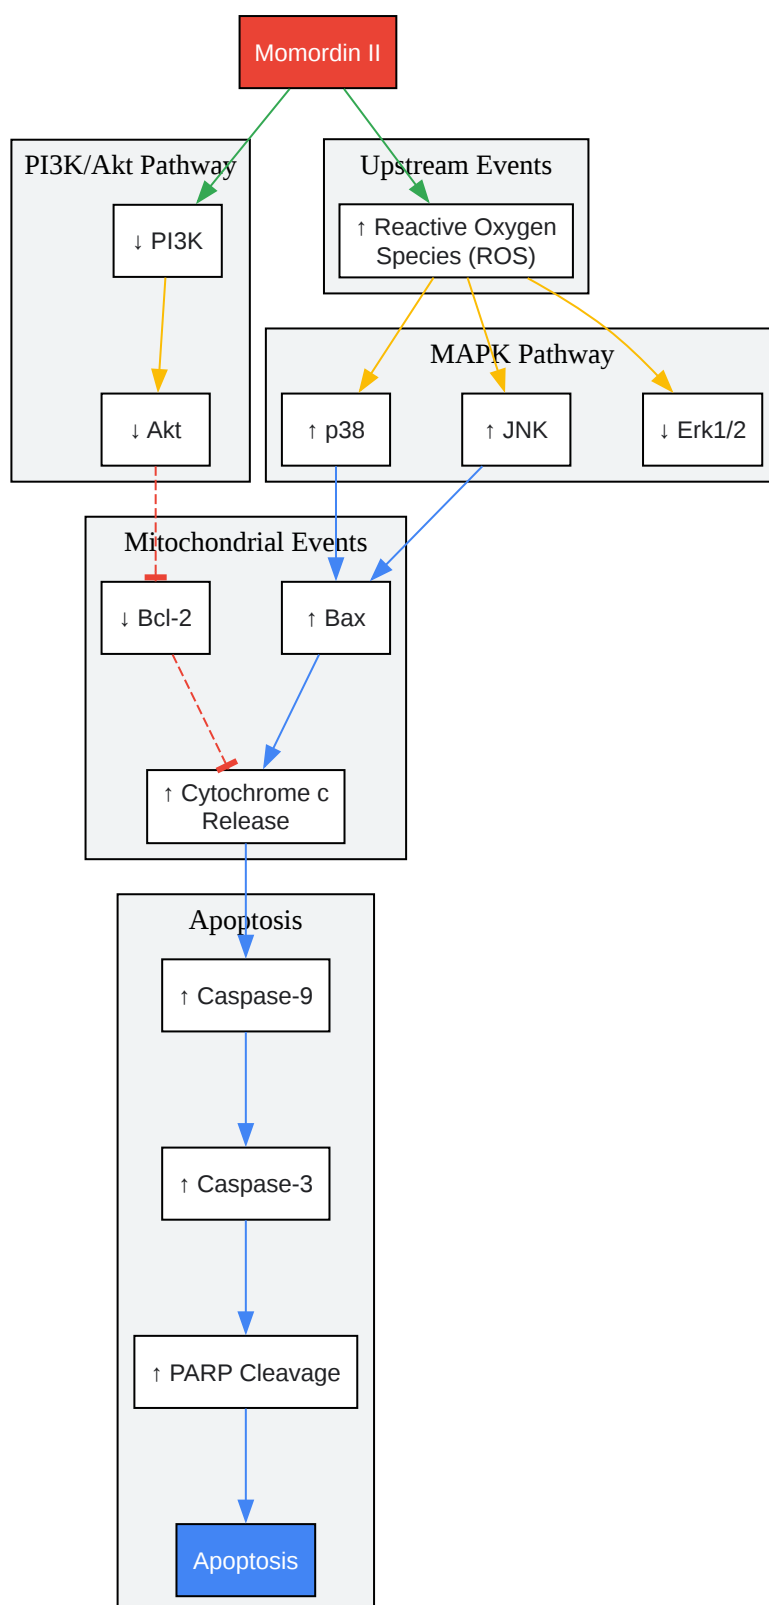 Momordin II
PI3K/Akt Pathway
Upstream Events
↓ PI3K
↑ Reactive Oxygen
Species (ROS)
MAPK Pathway
↓ Akt
↑ p38
↑ JNK
↓ Erk1/2
Mitochondrial Events
↓ Bcl-2
↑ Bax
↑ Cytochrome c
Release
Apoptosis
↑ Caspase-9
↑ Caspase-3
↑ PARP Cleavage
Apoptosis